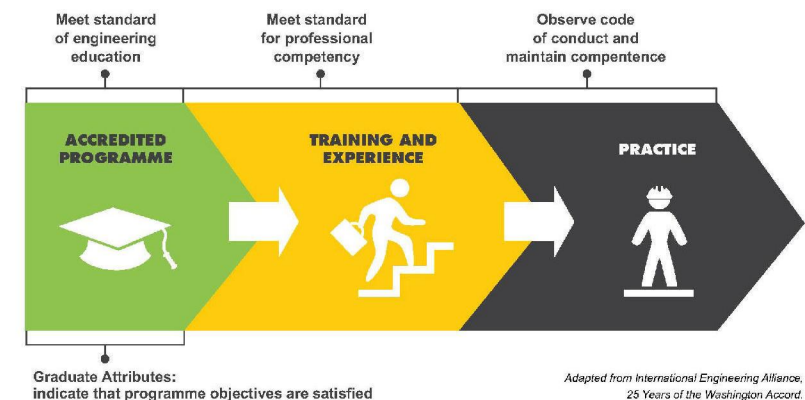 Meet standard
of engineering
education
Meet standard
for professional
competency
Observe code
of conduct and
maintain compentence
ACCREDITED
PROGRAMME
TRAINING AND
EXPERIENCE
PRACTICE
Graduate Attributes:
indicate that programme objectives are satisfied
Adapted from International Engineering Alliance,
25 Years of the Washington Accord.